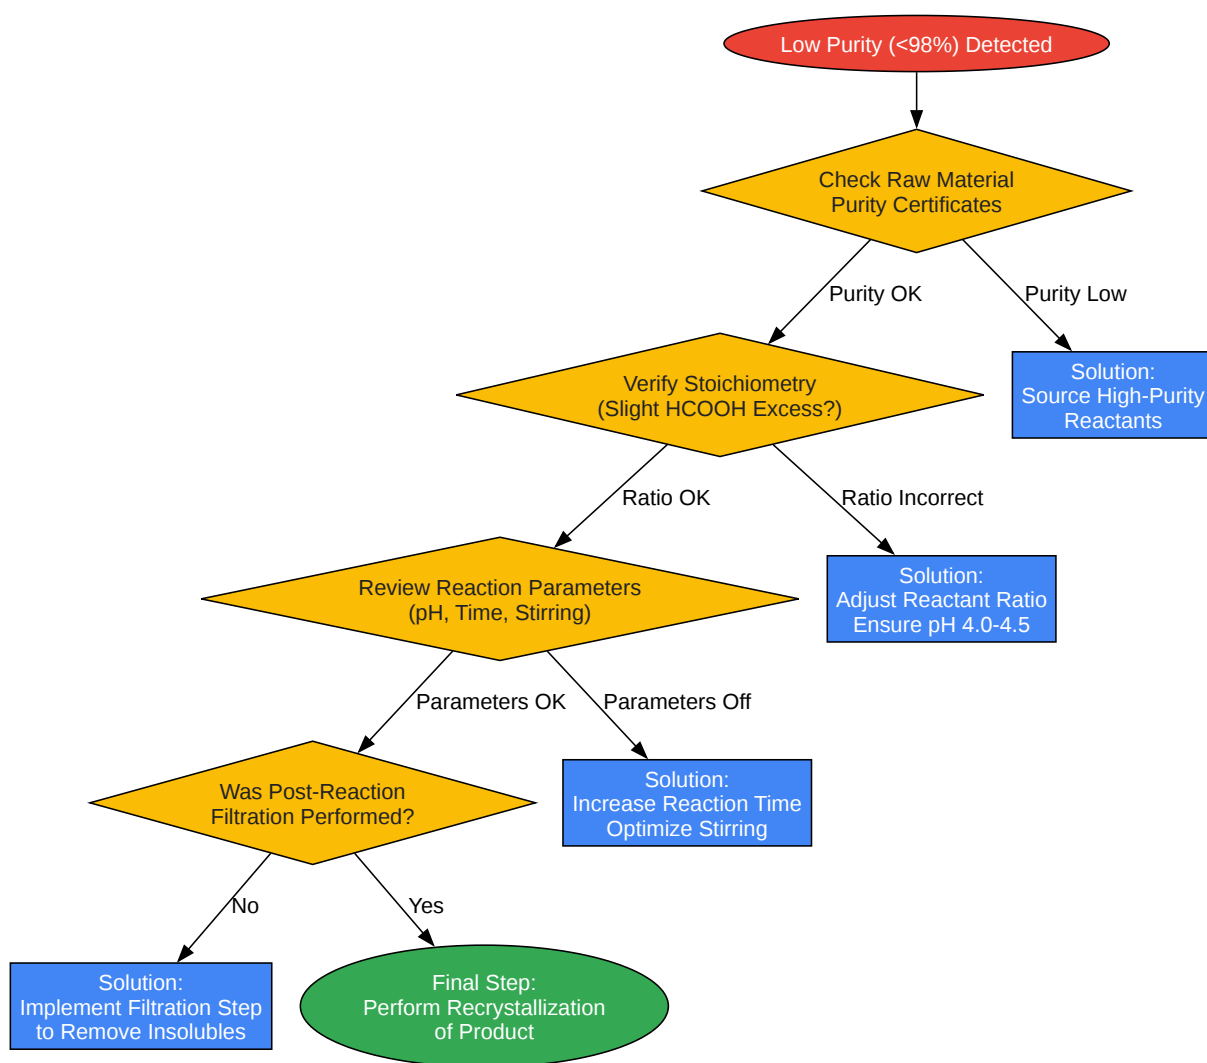 Low Purity (<98%) Detected
Check Raw Material
Purity Certificates
Purity OK
Purity Low
Verify Stoichiometry
(Slight HCOOH Excess?)
Solution:
Source High-Purity
Reactants
Ratio OK
Ratio Incorrect
Review Reaction Parameters
(pH, Time, Stirring)
Solution:
Adjust Reactant Ratio
Ensure pH 4.0-4.5
Parameters OK
Parameters Off
Was Post-Reaction
Filtration Performed?
Solution:
Increase Reaction Time
Optimize Stirring
No
Yes
Solution:
Implement Filtration Step
to Remove Insolubles
Final Step:
Perform Recrystallization
of Product